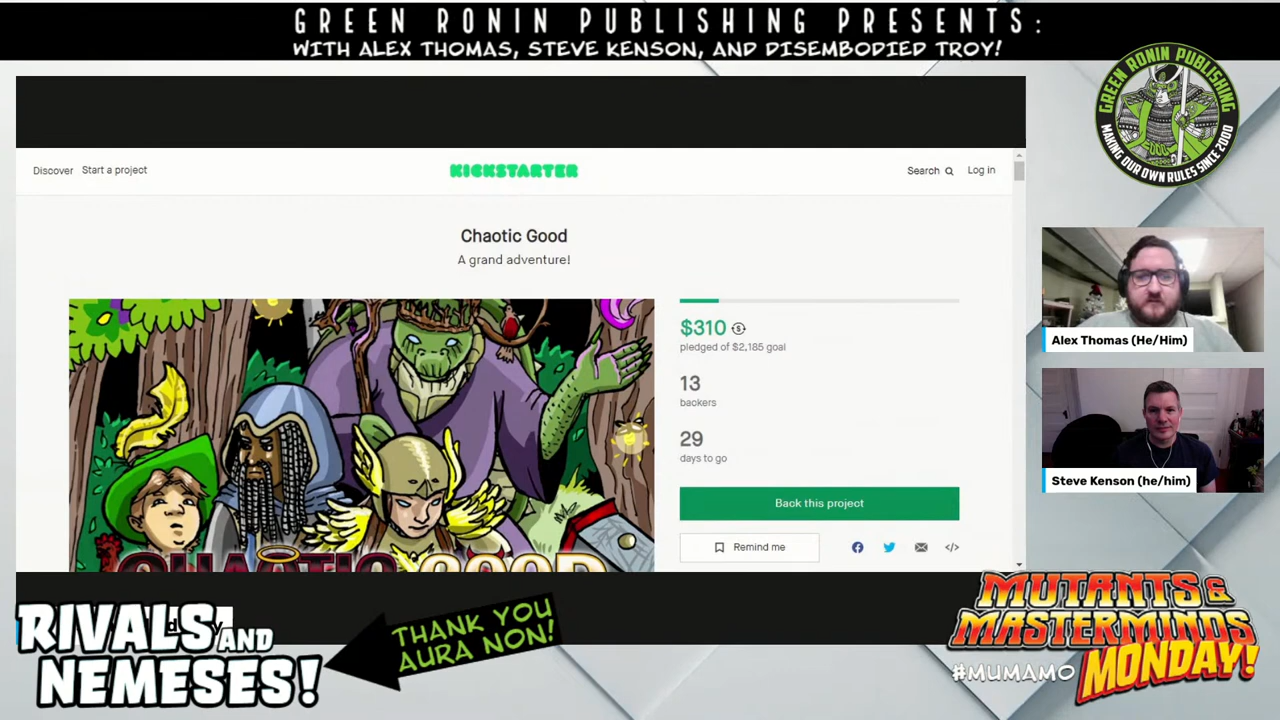 GREEN RONIN PUBLISHING PRESENTS:
WITH ALEX THOMAS, STEVE KENSON, AND DISEMBODIED TROY!
GREEN RONIN PUBLISHING
MAKING OUR OWN RULES SINCE 2000
Discover Start a project
KICKSTARTER
Search Log in
Chaotic Good
A grand adventure!
$310
pledged of $2,185 goal
13
backers
29
days to go
Back this project
Remind me
</>
CHAOTIC GOOD
Alex Thomas (He/Him)
Steve Kenson (he/him)
RIVALS AND
NEMESES!
THANK YOU
AURA NON!
MUTANTS &
MASTERMINDS
MONDAY!
#MUMAMO